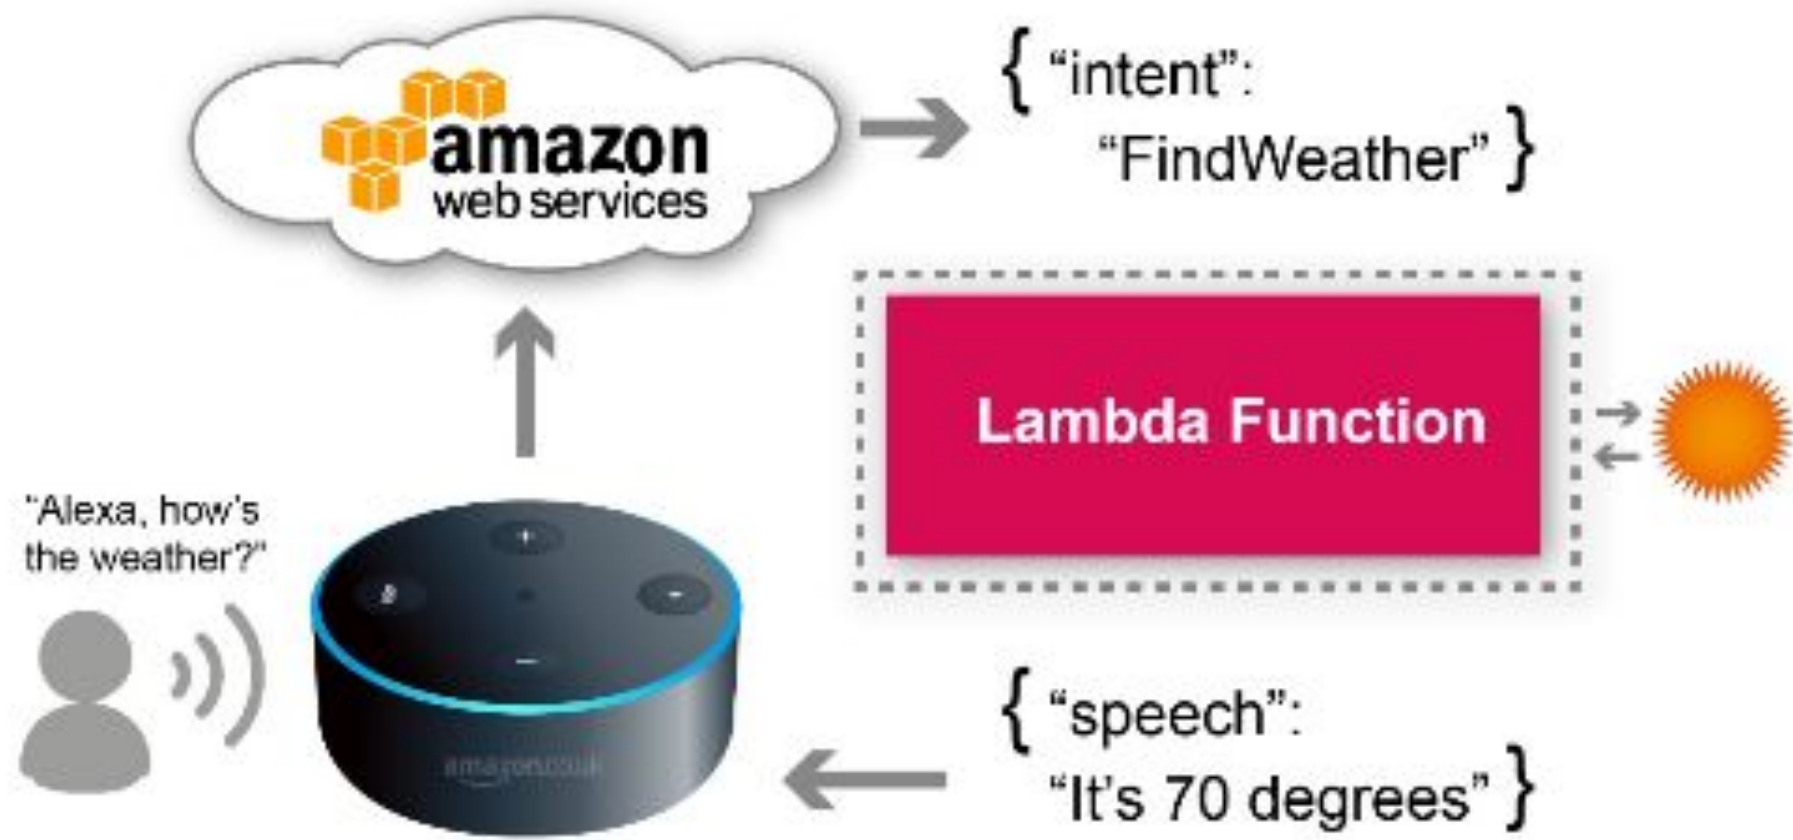 amazon
web services
{ “intent”:
“FindWeather” }
Lambda Function
“Alexa, how’s
the weather?”
{ “speech”:
“It’s 70 degrees” }